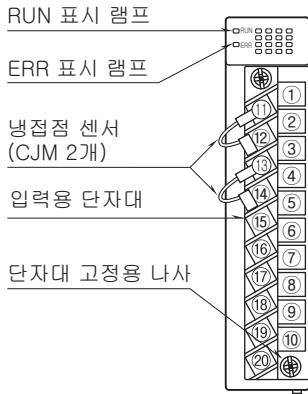 RUN 표시 램프
ERR 표시 램프
냉접점 센서
(CJM 2개)
입력용 단자대
단자대 고정용 나사
RUN
ERR
⑪
⑫
⑬
⑭
⑮
⑯
⑰
⑱
⑲
⑳
①
②
③
④
⑤
⑥
⑦
⑧
⑨
⑩